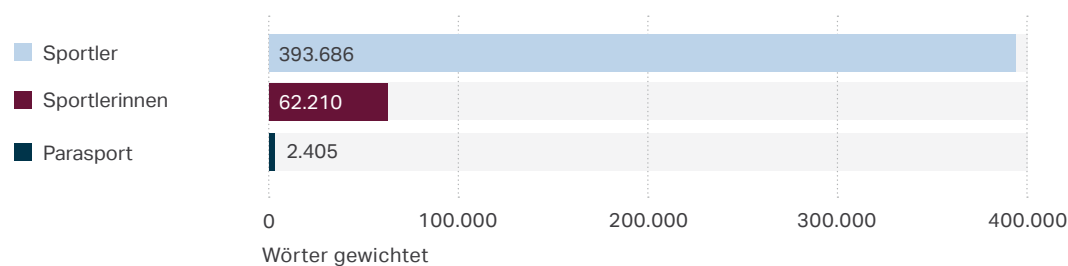 Sportler 393.686
Sportlerinnen 62.210
Parasport 2.405
0 100.000 200.000 300.000 400.000
Wörter gewichtet